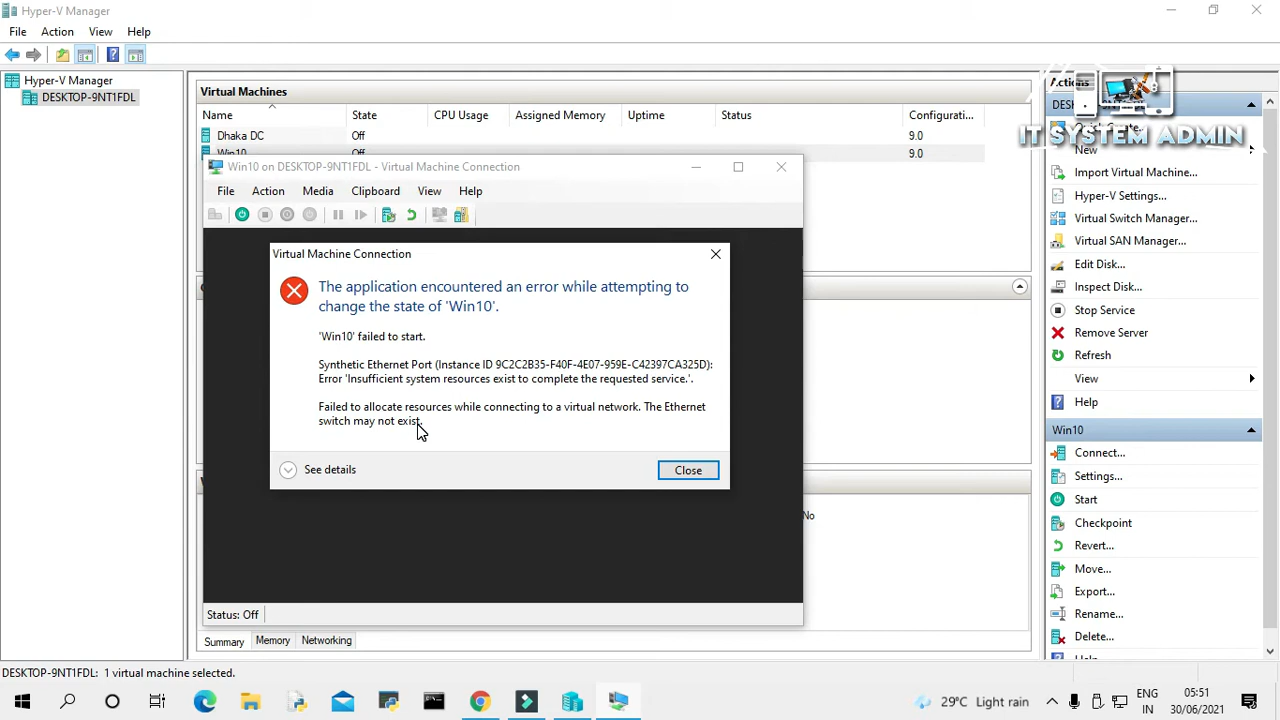 Hyper-V Manager
File Action View Help
Hyper-V Manager
DESKTOP-9NT1FDL
Virtual Machines
Name State CPU Usage Assigned Memory Uptime Status Configurati...
Dhaka DC Off 9.0
Win10 Off 9.0
Win10 on DESKTOP-9NT1FDL - Virtual Machine Connection
File Action Media Clipboard View Help
Virtual Machine Connection
The application encountered an error while attempting to
change the state of 'Win10'.
'Win10' failed to start.
Synthetic Ethernet Port (Instance ID 9C2C2B35-F40F-4E07-959E-C42397CA325D):
Error 'Insufficient system resources exist to complete the requested service.'.
Failed to allocate resources while connecting to a virtual network. The Ethernet
switch may not exist.
See details
Close
No
Status: Off
Summary Memory Networking
Actions
IT SYSTEM ADMIN
New
Import Virtual Machine...
Hyper-V Settings...
Virtual Switch Manager...
Virtual SAN Manager...
Edit Disk...
Inspect Disk...
Stop Service
Remove Server
Refresh
View
Help
Win10
Connect...
Settings...
Start
Checkpoint
Revert...
Move...
Export...
Rename...
Delete...
Help
DESKTOP-9NT1FDL: 1 virtual machine selected.
29°C Light rain
ENG
IN
05:51
30/06/2021